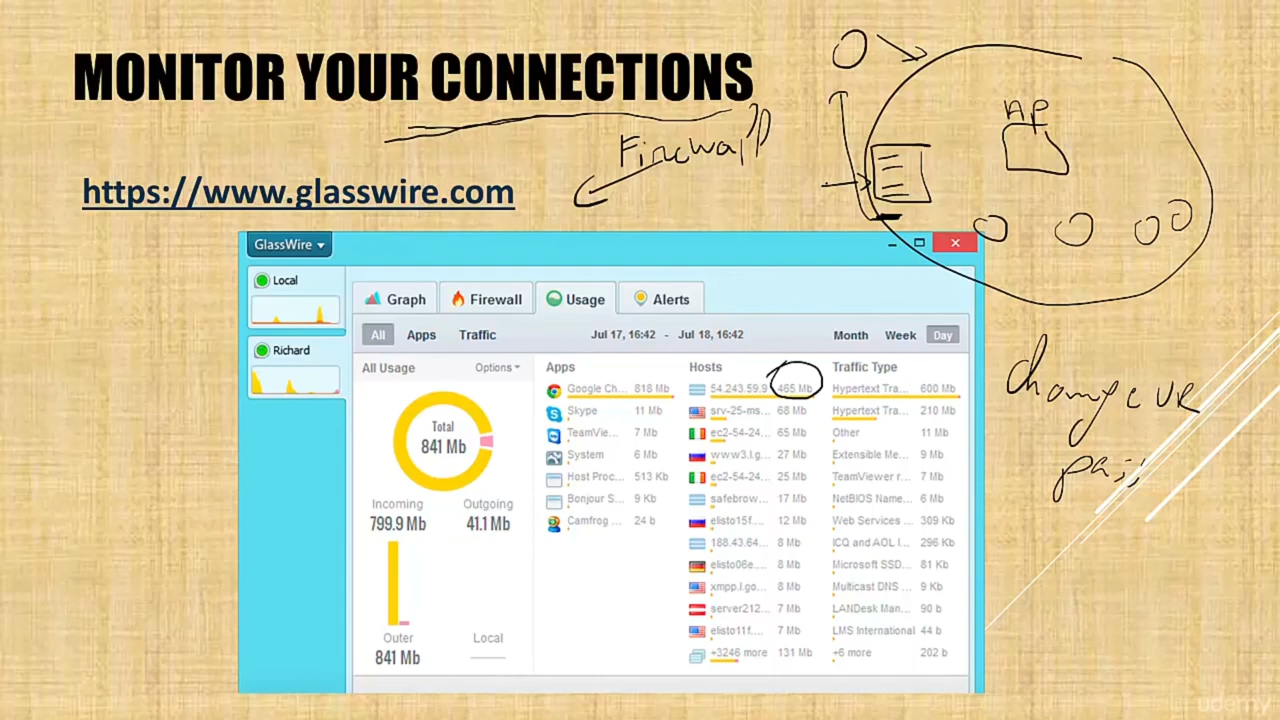 MONITOR YOUR CONNECTIONS
AP
Firewall
https://www.glasswire.com
GlassWire
Local
Graph Firewall Usage Alerts
All Apps Traffic Jul 17, 16:42 - Jul 18, 16:42 Month Week Day
Richard
All Usage Options Apps Hosts Traffic Type
Google Ch... 818 Mb 54.243.59.9 465 Mb Hypertext Tra... 600 Mb
Skype 11 Mb srv-25-ms... 68 Mb Hypertext Tra... 210 Mb
Total
841 Mb
TeamVie... 7 Mb ec2-54-24... 65 Mb Other 11 Mb
System 6 Mb www3.l.g... 27 Mb Extensible Me... 9 Mb
Host Proc... 513 Kb ec2-54-24... 25 Mb TeamViewer r... 7 Mb
Incoming Outgoing
799.9 Mb 41.1 Mb
Bonjour S... 9 Kb safebrow... 17 Mb NetBIOS Name... 6 Mb
Camfrog ... 24 b elisto15f.... 12 Mb Web Services ... 309 Kb
188.43.64... 8 Mb ICQ and AOL I... 296 Kb
elisto06e.... 8 Mb Microsoft SSD... 81 Kb
xmpp.l.go... 8 Mb Multicast DNS ... 9 Kb
server212... 7 Mb LANDesk Man... 90 b
elisto11f.... 7 Mb LMS International 44 b
+3246 more 131 Mb +6 more 202 b
Outer Local
841 Mb
change UR
pass
udemy